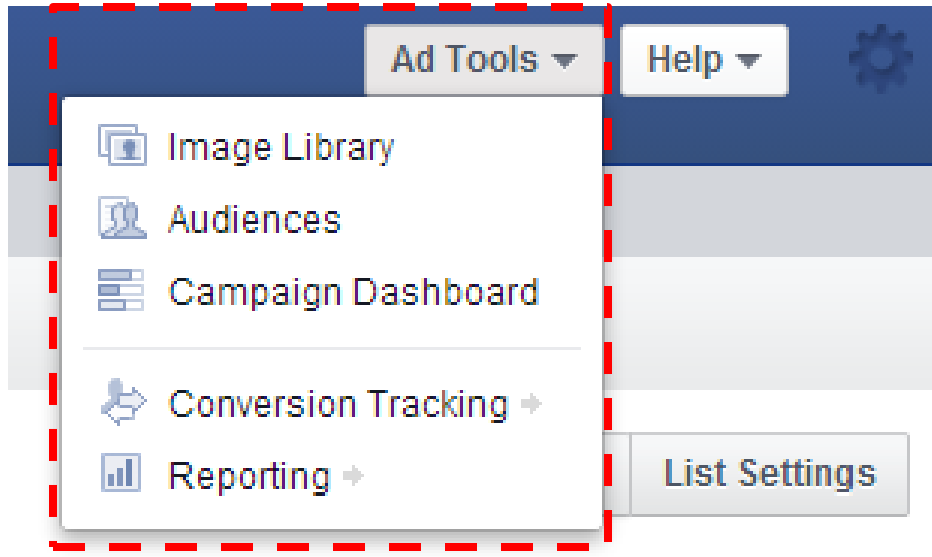 Ad Tools Help
Image Library
Audiences
Campaign Dashboard
Conversion Tracking
Reporting
List Settings